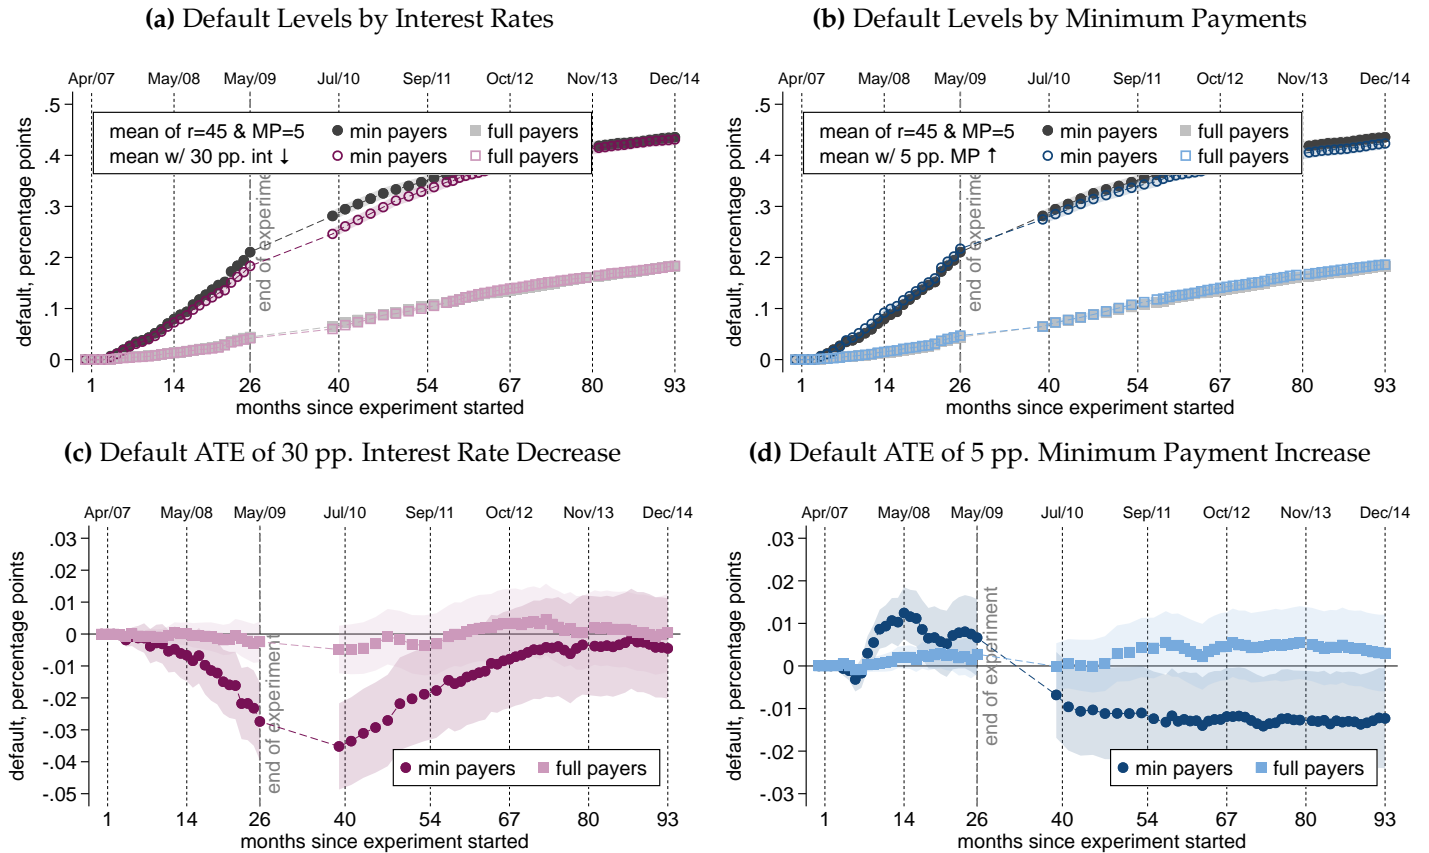 (a) Default Levels by Interest Rates
Apr/07 May/08 May/09 Jul/10 Sep/11 Oct/12 Nov/13 Dec/14
default, percentage points
.5
.4
.3
.2
.1
0
mean of r=45 & MP=5 min payers full payers
mean w/ 30 pp. int ↓ min payers full payers
end of experime
1 14 26 40 54 67 80 93
months since experiment started
(b) Default Levels by Minimum Payments
Apr/07 May/08 May/09 Jul/10 Sep/11 Oct/12 Nov/13 Dec/14
default, percentage points
.5
.4
.3
.2
.1
0
mean of r=45 & MP=5 min payers full payers
mean w/ 5 pp. MP ↑ min payers full payers
end of experime
1 14 26 40 54 67 80 93
months since experiment started
(c) Default ATE of 30 pp. Interest Rate Decrease
Apr/07 May/08 May/09 Jul/10 Sep/11 Oct/12 Nov/13 Dec/14
default, percentage points
.03
.02
.01
0
-.01
-.02
-.03
-.04
-.05
end of experiment
min payers full payers
1 14 26 40 54 67 80 93
months since experiment started
(d) Default ATE of 5 pp. Minimum Payment Increase
Apr/07 May/08 May/09 Jul/10 Sep/11 Oct/12 Nov/13 Dec/14
default, percentage points
.03
.02
.01
0
-.01
-.02
-.03
end of experiment
min payers full payers
1 14 26 40 54 67 80 93
months since experiment started